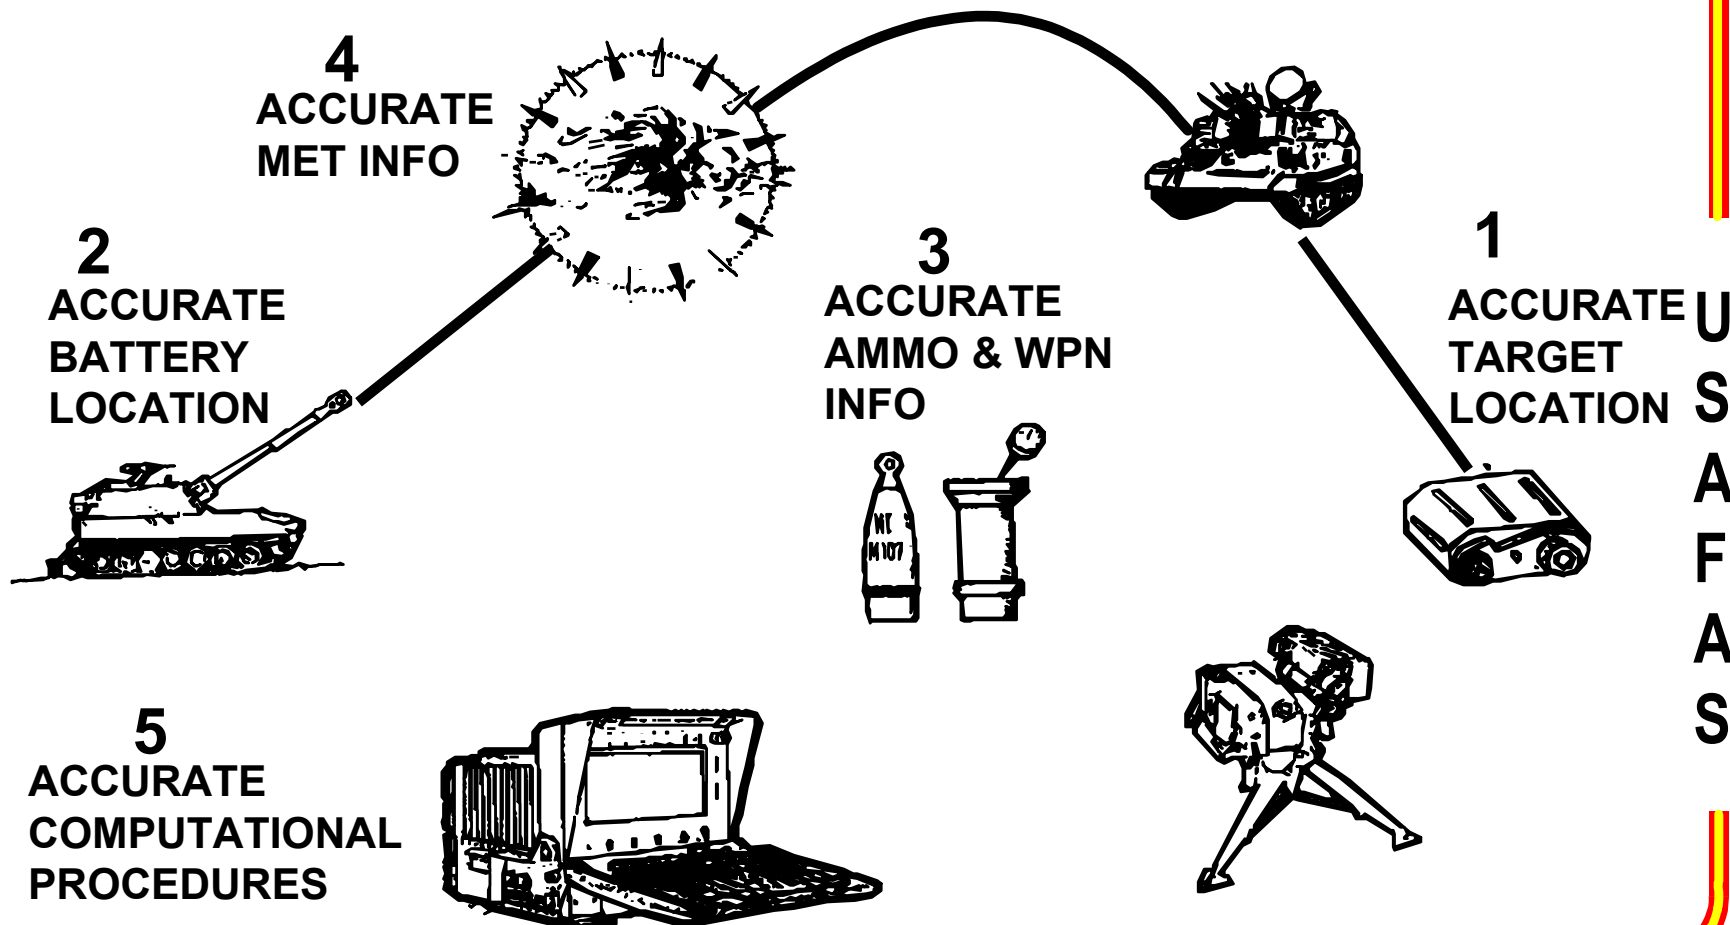 4
ACCURATE
MET INFO
2
ACCURATE
BATTERY
LOCATION
3
ACCURATE
AMMO & WPN
INFO
M107
1
ACCURATE
TARGET
LOCATION
5
ACCURATE
COMPUTATIONAL
PROCEDURES
U
S
A
F
A
S